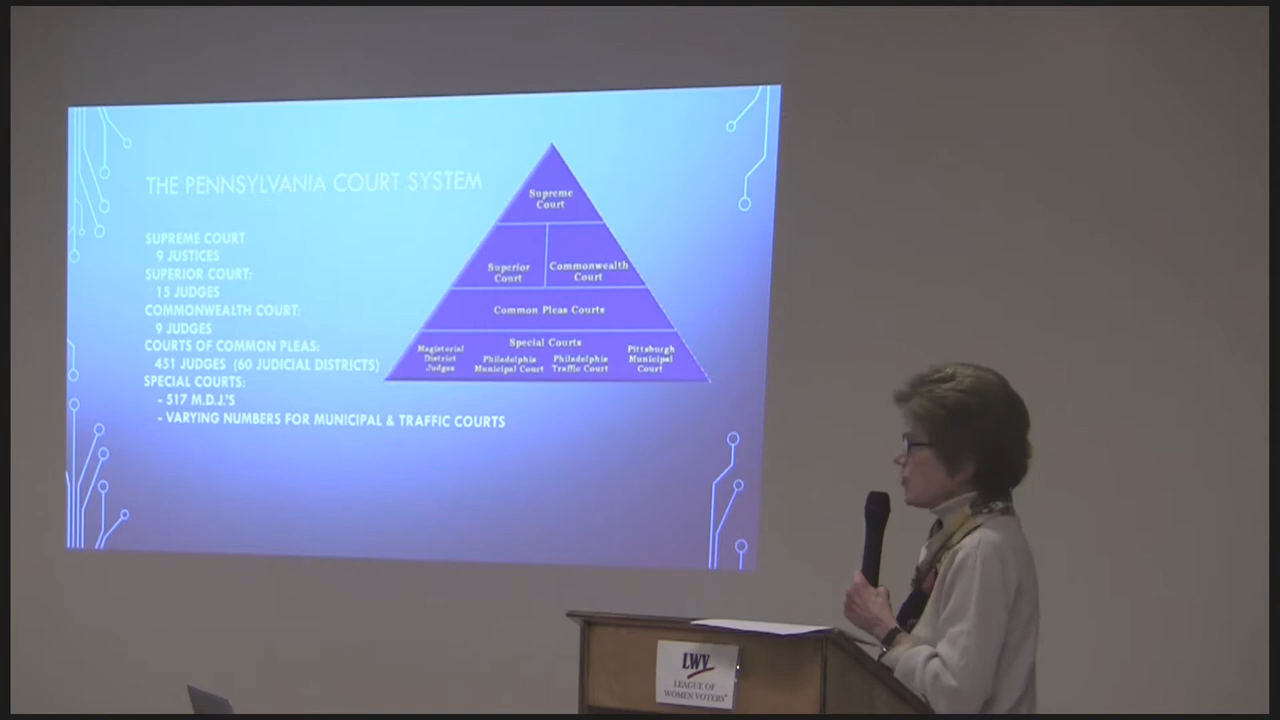 THE PENNSYLVANIA COURT SYSTEM
SUPREME COURT
9 JUSTICES
SUPERIOR COURT:
15 JUDGES
COMMONWEALTH COURT:
9 JUDGES
COURTS OF COMMON PLEAS:
451 JUDGES (60 JUDICIAL DISTRICTS)
SPECIAL COURTS:
- 517 M.D.J.'S
- VARYING NUMBERS FOR MUNICIPAL & TRAFFIC COURTS
Supreme
Court
Superior
Court
Commonwealth
Court
Common Pleas Courts
Special Courts
Magisterial
District
Judges
Philadelphia
Municipal Court
Philadelphia
Traffic Court
Pittsburgh
Municipal
Court
LWV
LEAGUE OF
WOMEN VOTERS®